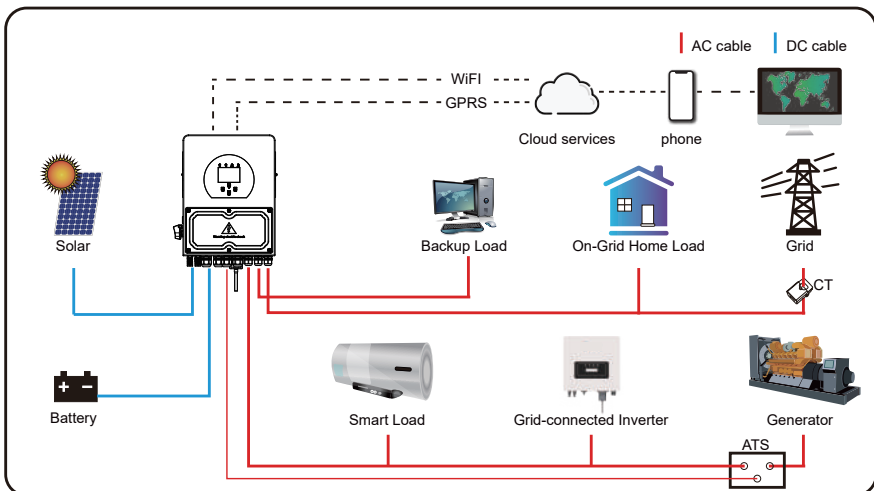 AC cable
DC cable
WiFI
GPRS
Cloud services
phone
Solar
Backup Load
On-Grid Home Load
Grid
CT
Battery
Smart Load
Grid-connected Inverter
Generator
ATS